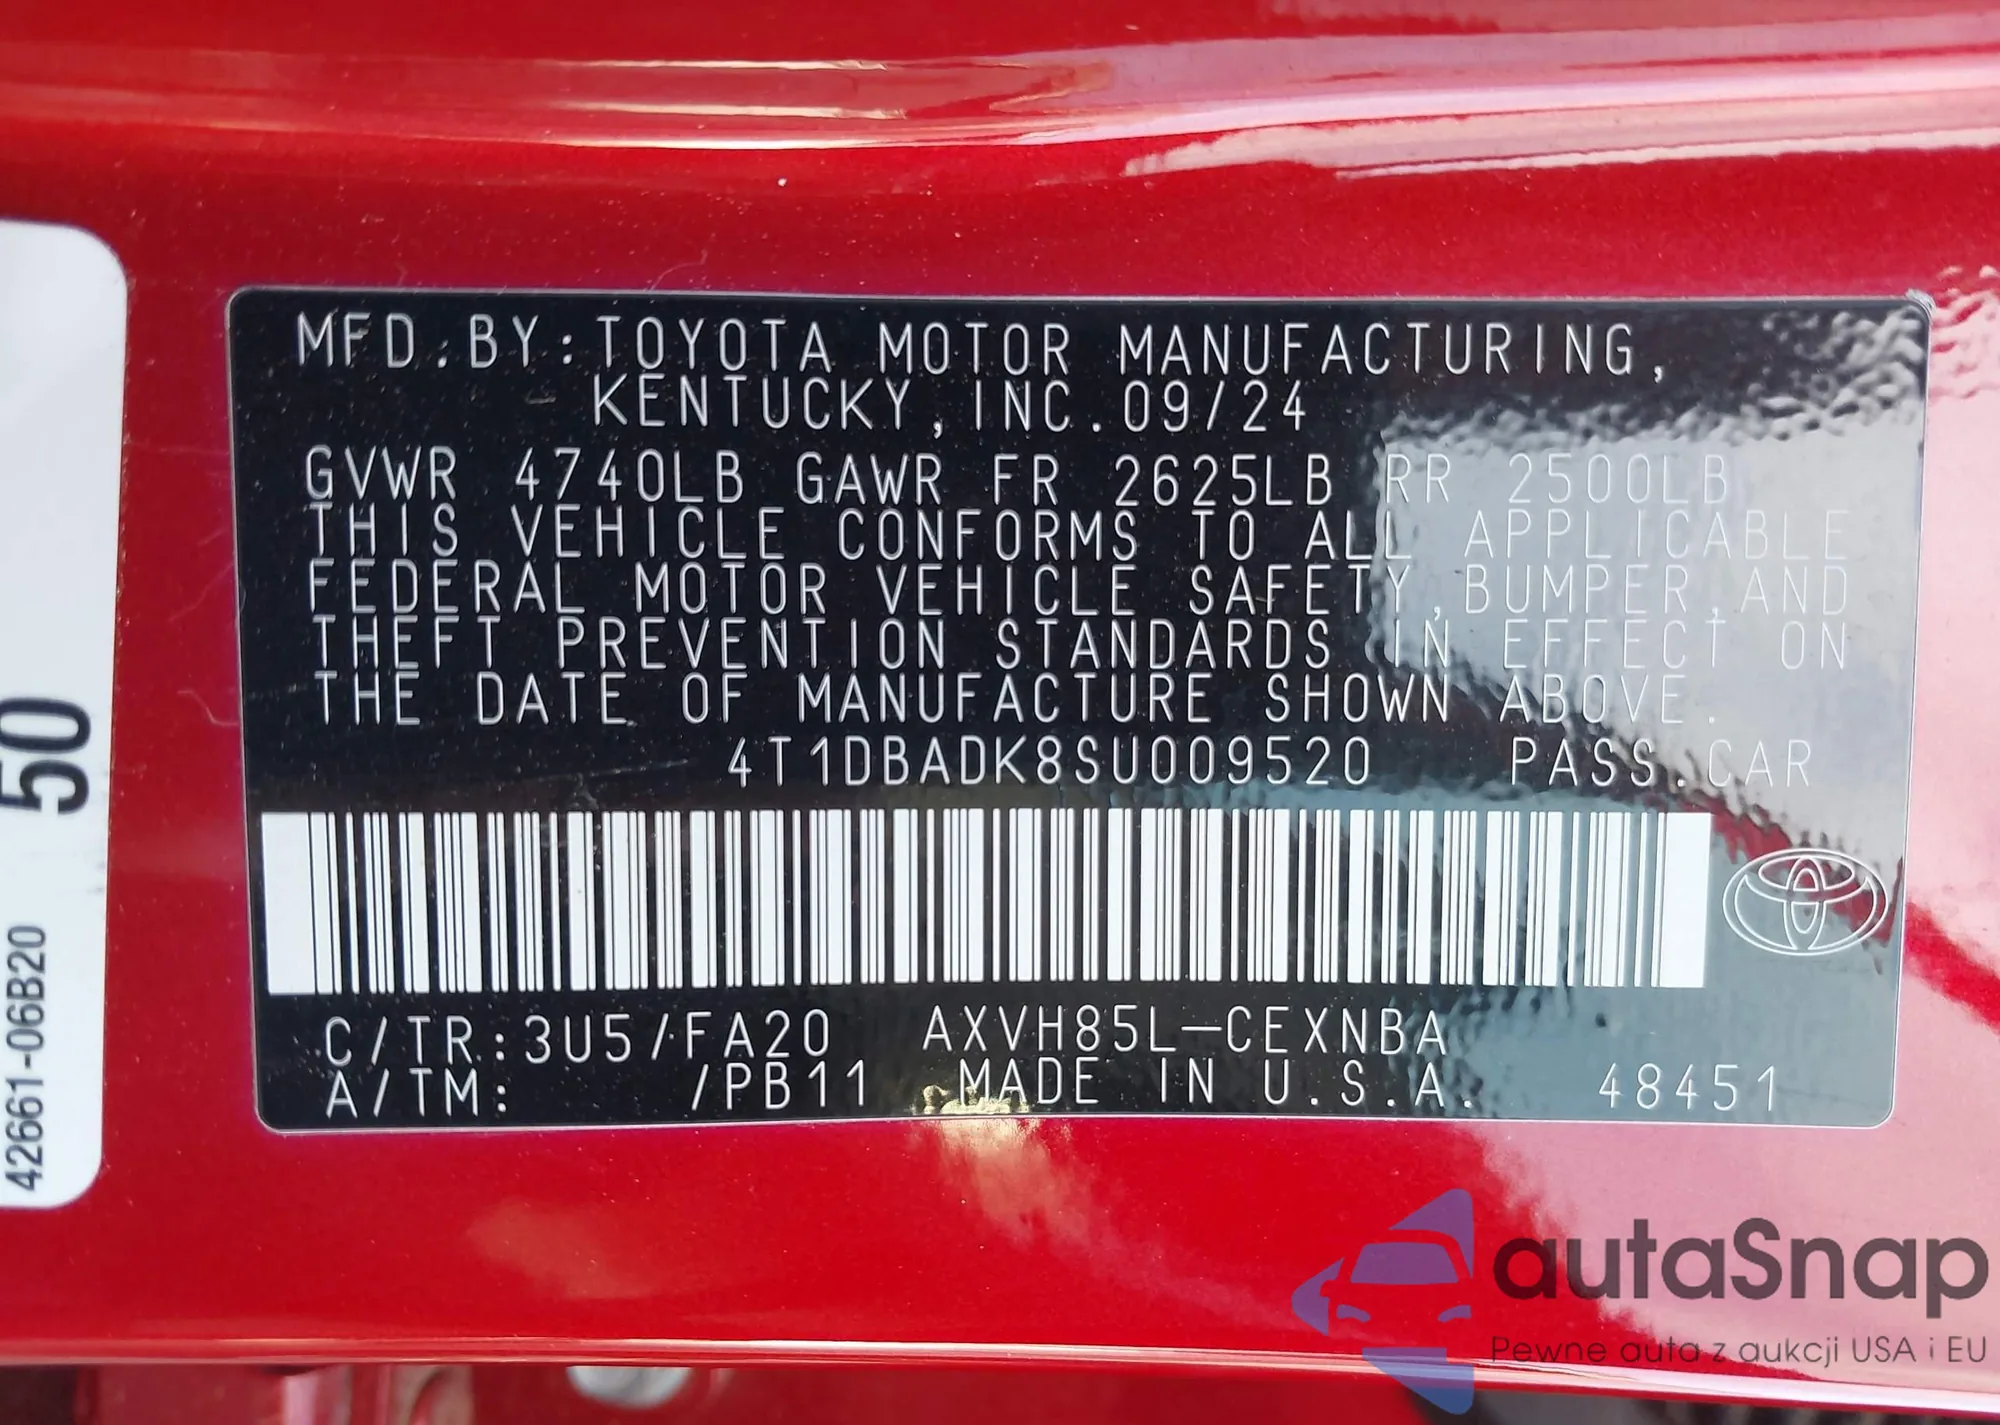 MFD.BY:TOYOTA MOTOR MANUFACTURING,
KENTUCKY,INC.09/24
GVWR 4740LB GAWR FR 2625LB RR 2500LB
THIS VEHICLE CONFORMS TO ALL APPLICABLE
FEDERAL MOTOR VEHICLE SAFETY,BUMPER,AND
THEFT PREVENTION STANDARDS IN EFFECT ON
THE DATE OF MANUFACTURE SHOWN ABOVE.
4T1DBADK8SU009520 PASS.CAR
C/TR:3U5/FA20 AXVH85L-CEXNBA
A/TM: /PB11 MADE IN U.S.A. 48451
50
42661-06B20
autaSnap
Pewne auta z aukcji USA i EU